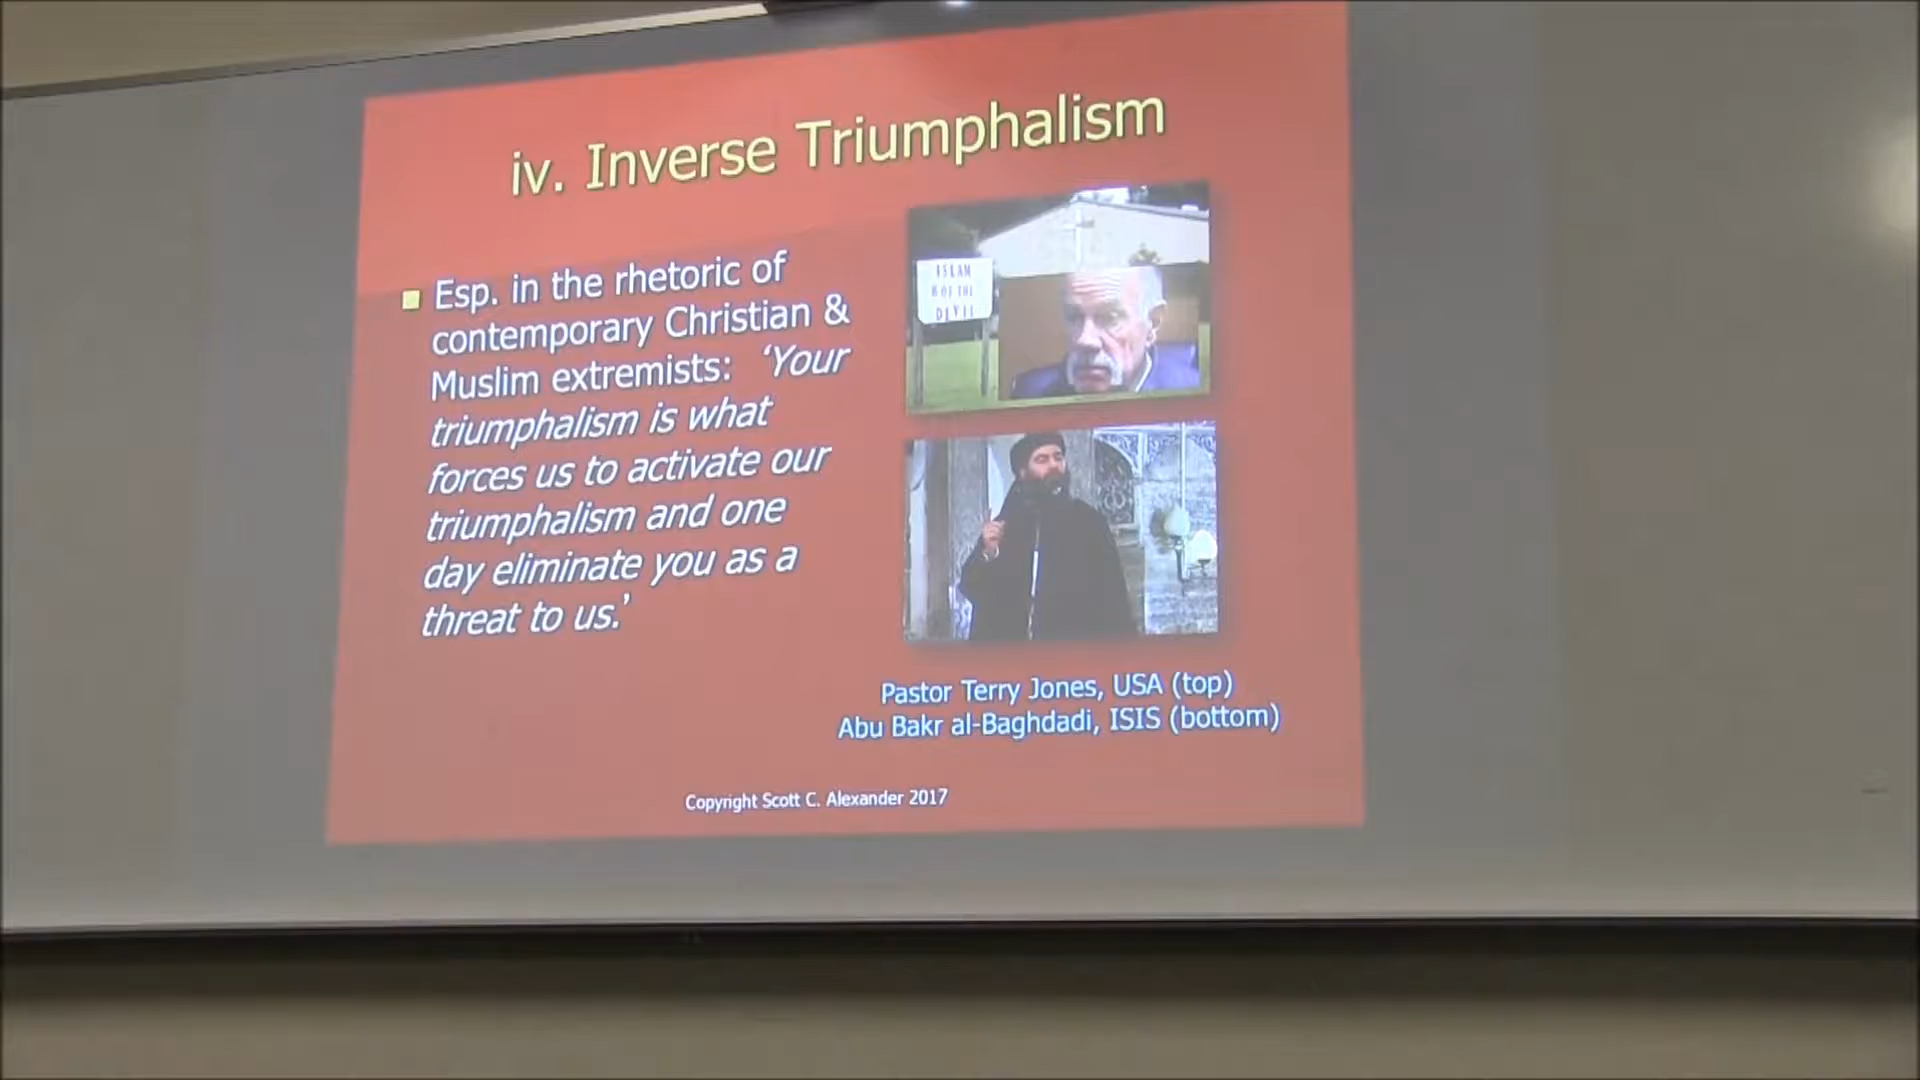 iv. Inverse Triumphalism
Esp. in the rhetoric of
contemporary Christian &
Muslim extremists: ‘Your
triumphalism is what
forces us to activate our
triumphalism and one
day eliminate you as a
threat to us.’
ISLAM
OF THE
DEVIL
Pastor Terry Jones, USA (top)
Abu Bakr al-Baghdadi, ISIS (bottom)
Copyright Scott C. Alexander 2017